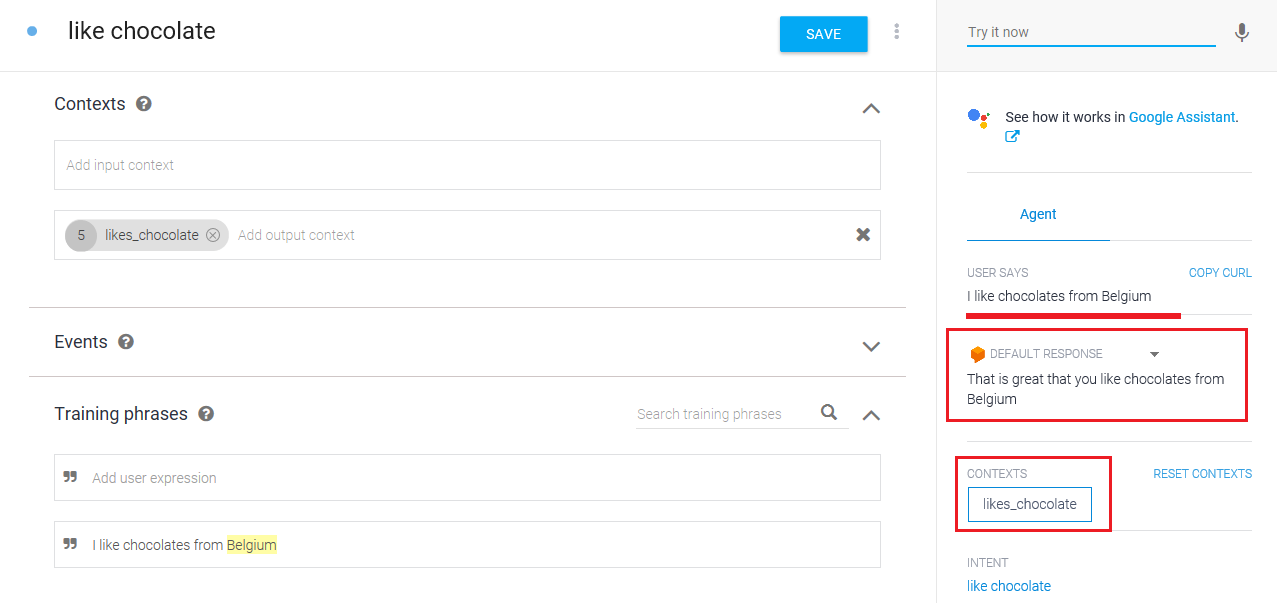 like chocolate
SAVE
Contexts
Add input context
5 likes_chocolate Add output context
Events
Training phrases
Search training phrases
Add user expression
I like chocolates from Belgium
Try it now
See how it works in Google Assistant.
Agent
USER SAYS COPY CURL
I like chocolates from Belgium
DEFAULT RESPONSE
That is great that you like chocolates from
Belgium
CONTEXTS RESET CONTEXTS
likes_chocolate
INTENT
like chocolate